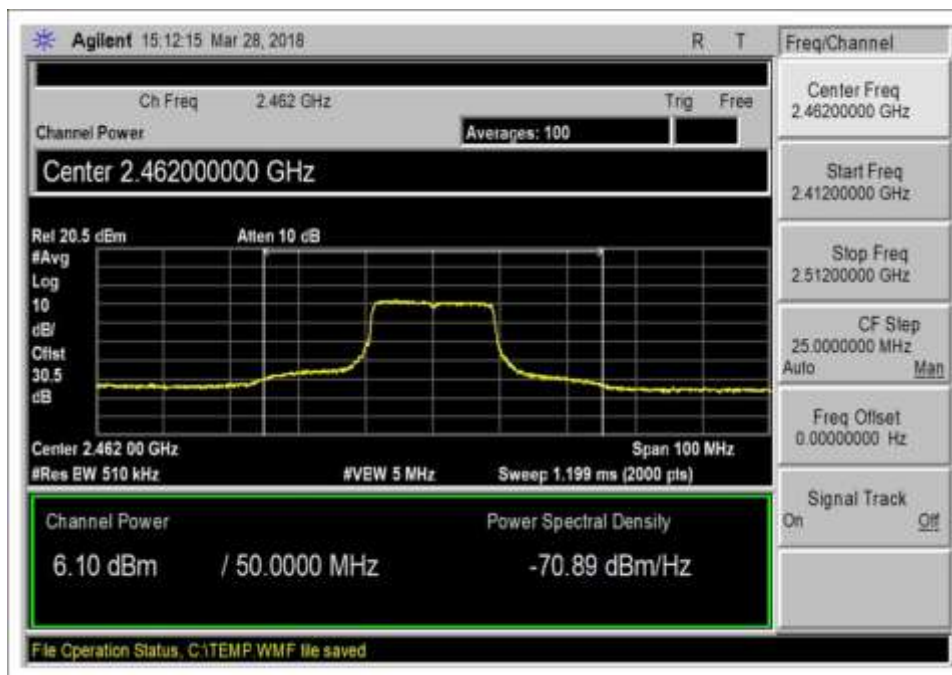 Agilent 15:12:15 Mar 28, 2018 R T
Freq/Channel
Ch Freq 2.462 GHz Trig Free
Channel Power Averages: 100
Center 2.462000000 GHz
Ref 20.5 dBm Atten 10 dB
#Avg
Log
10
dB/
Offst
30.5
dB
Center 2.462 00 GHz Span 100 MHz
#Res BW 510 kHz #VBW 5 MHz Sweep 1.199 ms (2000 pts)
Channel Power Power Spectral Density
6.10 dBm / 50.0000 MHz -70.89 dBm/Hz
File Operation Status, C:\TEMP.WMF file saved
Center Freq
2.46200000 GHz
Start Freq
2.41200000 GHz
Stop Freq
2.51200000 GHz
CF Step
25.0000000 MHz
Auto Man
Freq Offset
0.00000000 Hz
Signal Track
On Off